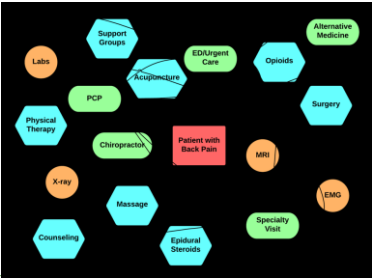 Alternative
Medicine
Support
Groups
ED/Urgent
Care
Labs
Opioids
Acupuncture
PCP
Surgery
Physical
Therapy
Chiropractor
Patient with
Back Pain
MRI
X-ray
EMG
Massage
Specialty
Visit
Counseling
Epidural
Steroids